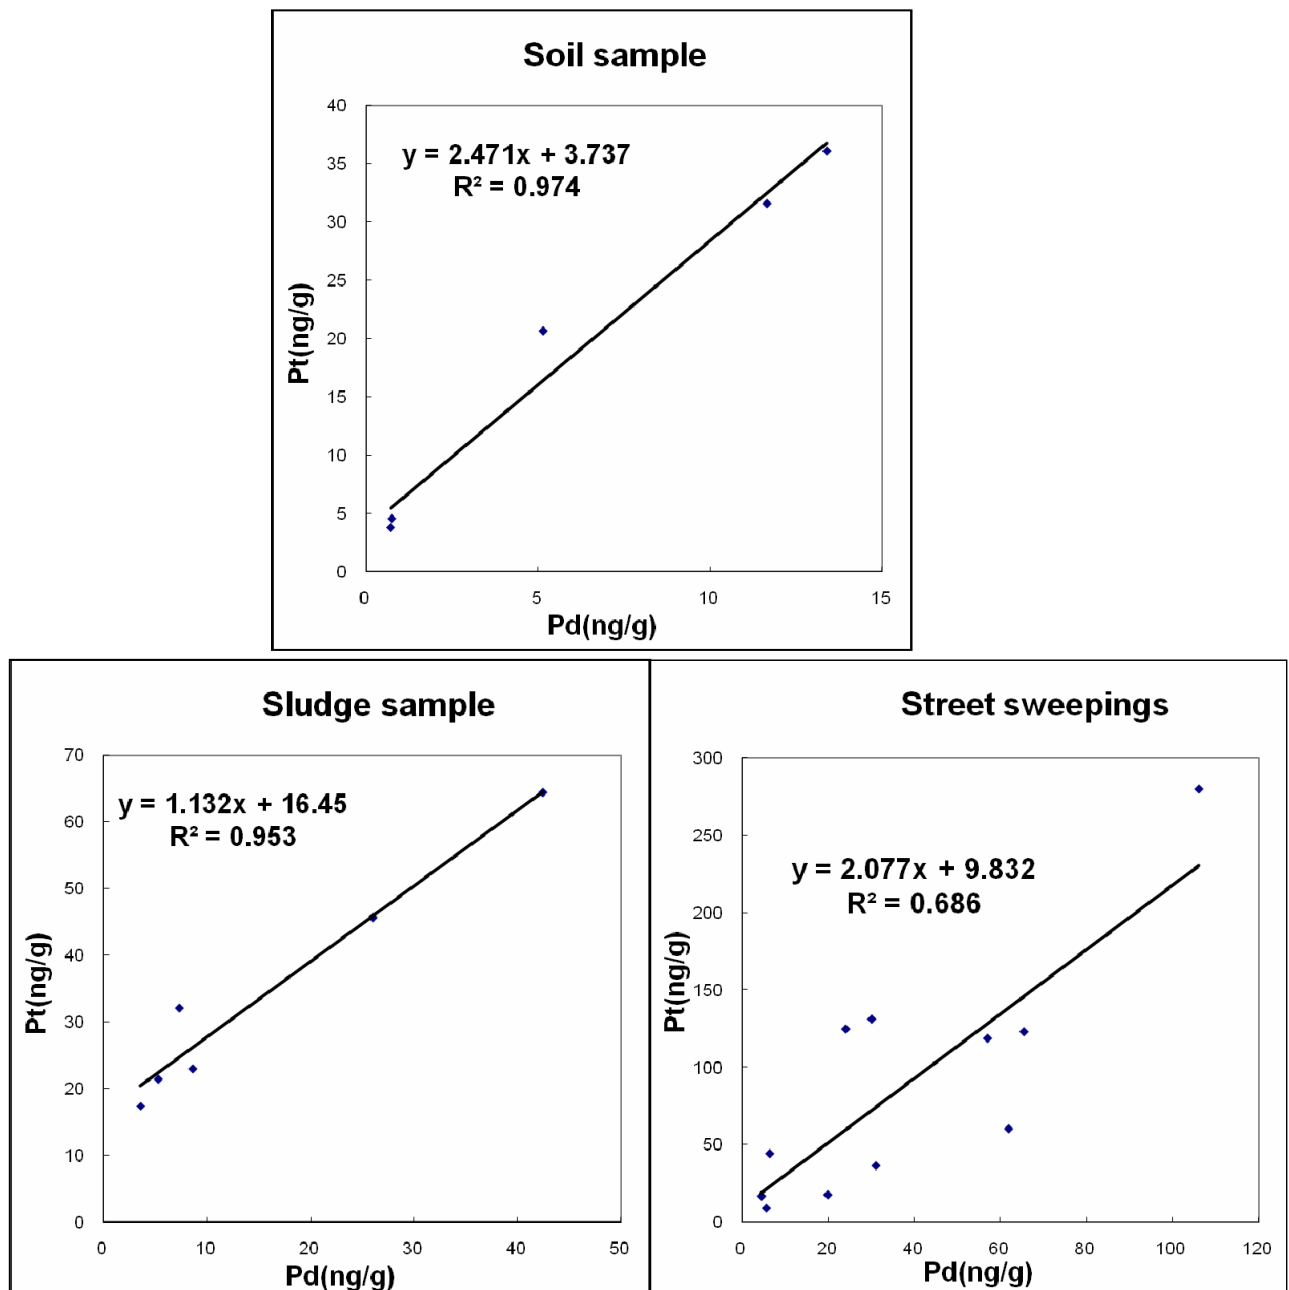 Soil sample
40
35
30
25
20
15
10
5
0
Pt(ng/g)
y = 2.471x + 3.737
R² = 0.974
0 5 10 15
Pd(ng/g)
Sludge sample
70
60
50
40
30
20
10
0
Pt(ng/g)
y = 1.132x + 16.45
R² = 0.953
0 10 20 30 40 50
Pd(ng/g)
Street sweepings
300
250
200
150
100
50
0
Pt(ng/g)
y = 2.077x + 9.832
R² = 0.686
0 20 40 60 80 100 120
Pd(ng/g)